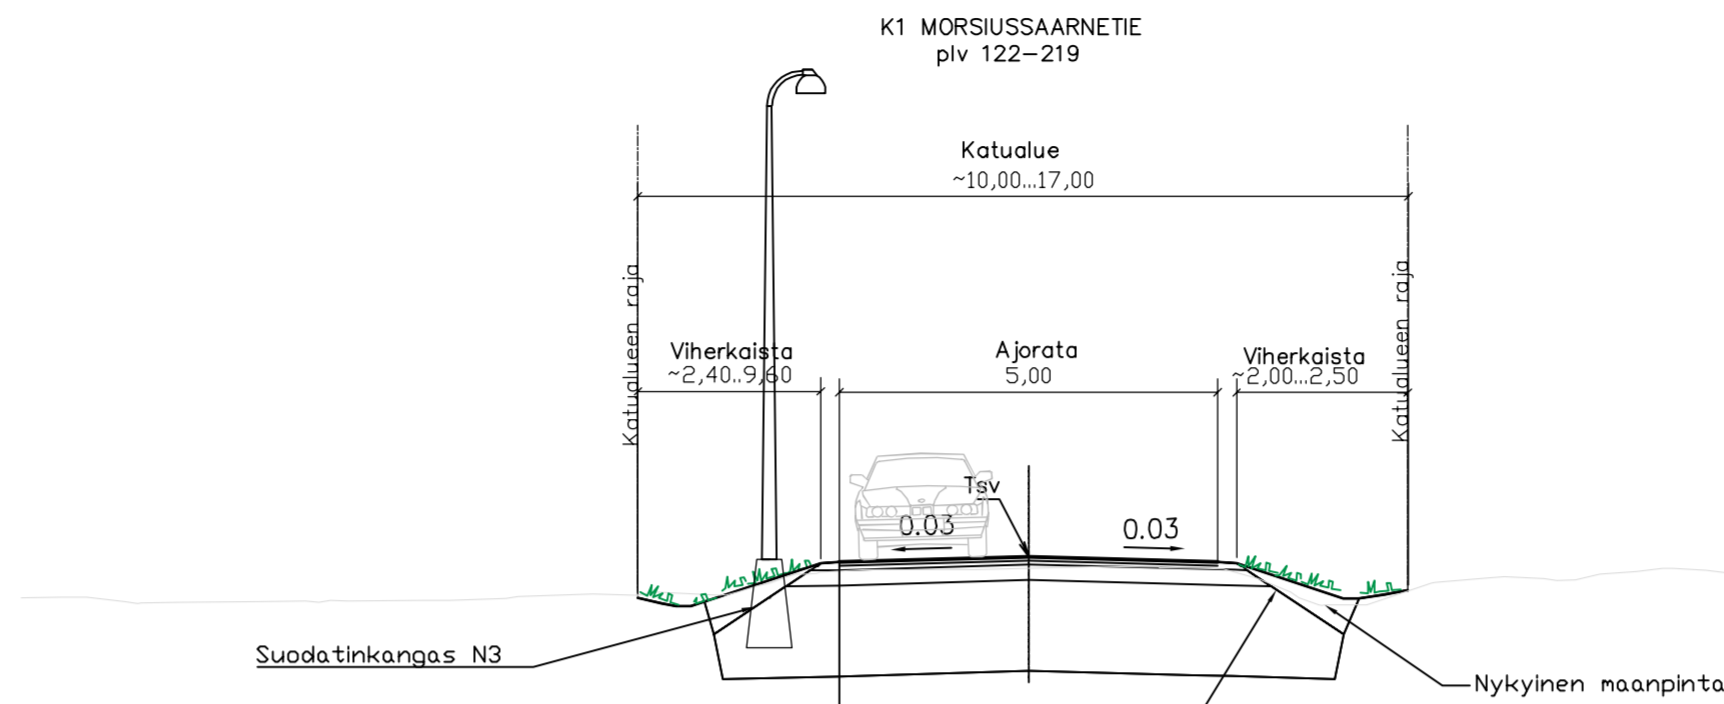 K1 MORSIUSSAARNETIE
plv 122-219
Katualue
~10,00...17,00
Katualueen raja
Katualueen raja
Viherkaista
~2,40..9,60
Ajorata
5,00
Viherkaista
~2,00...2,50
Tsv
0.03
0.03
Suodatinkangas N3
Nykyinen maanpinta